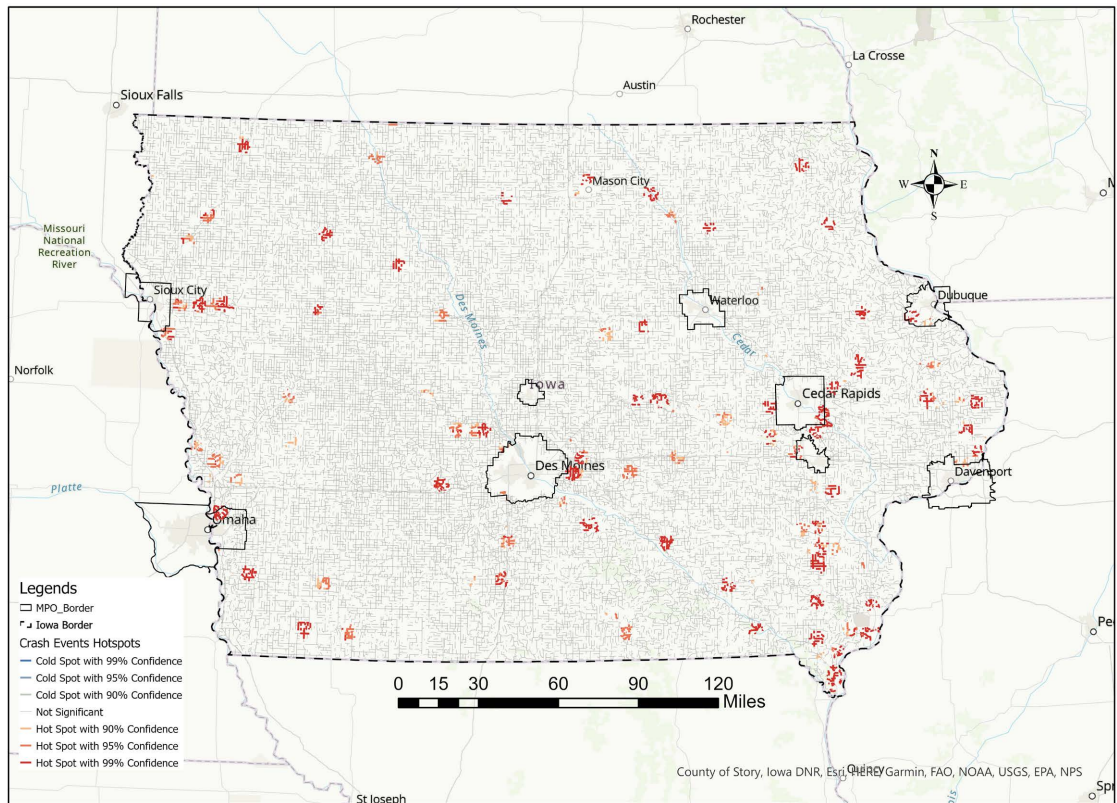 Rochester
La Crosse
Austin
Sioux Falls
Mason City
N
W E
S
M
Missouri
National
Recreation
River
Sioux City
Des Moines
Waterloo
Dubuque
Cedar
Norfolk
Iowa
Cedar Rapids
Des Moines
Davenport
Platte
Omaha
Legends
MPO_Border
Iowa Border
Crash Events Hotspots
Cold Spot with 99% Confidence
Cold Spot with 95% Confidence
Cold Spot with 90% Confidence
Not Significant
Hot Spot with 90% Confidence
Hot Spot with 95% Confidence
Hot Spot with 99% Confidence
0 15 30 60 90 120
Miles
Pe
Quincy
County of Story, Iowa DNR, Esri, HERE, Garmin, FAO, NOAA, USGS, EPA, NPS
St Joseph
Spr